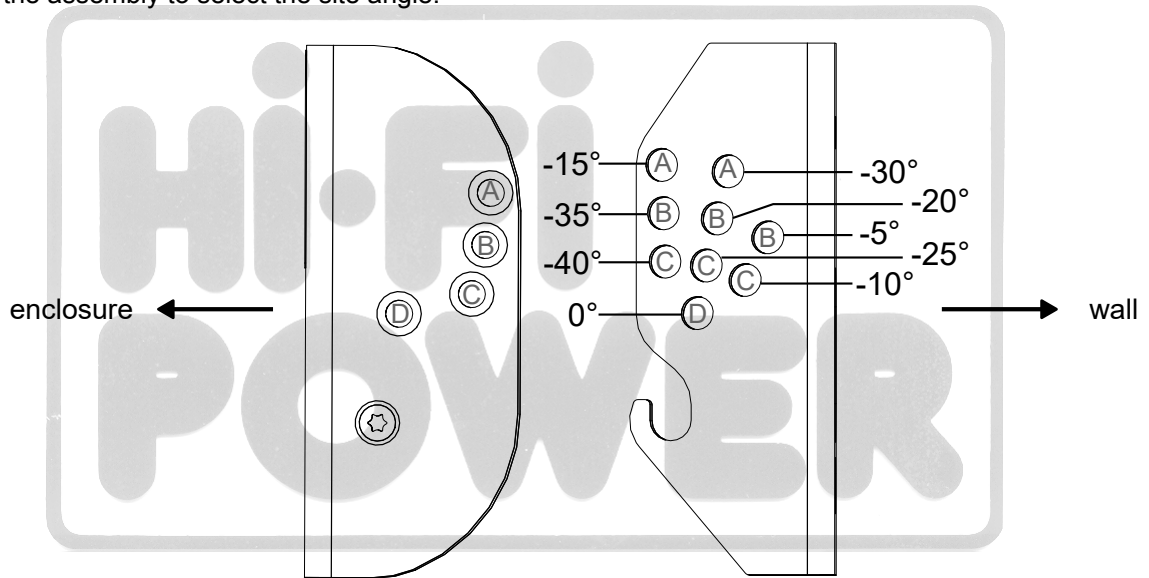 the assembly to select the site angle.
Hi-Fi
POWER
-15° A A -30°
A
-35° B B -20°
B B -5°
-40° C C -25°
C C -10°
enclosure D 0° D wall